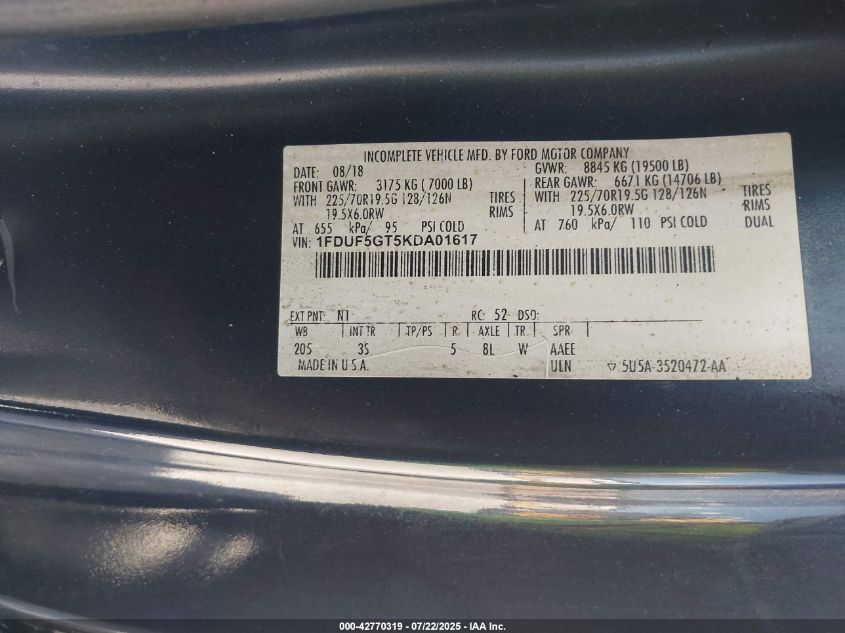 INCOMPLETE VEHICLE MFD. BY FORD MOTOR COMPANY
DATE: 08/18 GVWR: 8845 KG (19500 LB)
FRONT GAWR: 3175 KG ( 7000 LB) REAR GAWR: 6671 KG (14706 LB)
WITH 225/70R19.5G 128/126N TIRES WITH 225/70R19.5G 128/126N TIRES
19.5X6.0RW RIMS 19.5X6.0RW RIMS
AT 655 kPa/ 95 PSI COLD AT 760 kPa/ 110 PSI COLD DUAL
VIN: 1FDUF5GT5KDA01617
EXT PNT: N1 RC: 52 DSO:
WB INT TR TP/PS R AXLE TR SPR
205 3S 5 8L W AAEE
MADE IN U.S.A. ULN ▽ 5U5A-3520472-AA
000-42770319 - 07/22/2025 - IAA Inc.